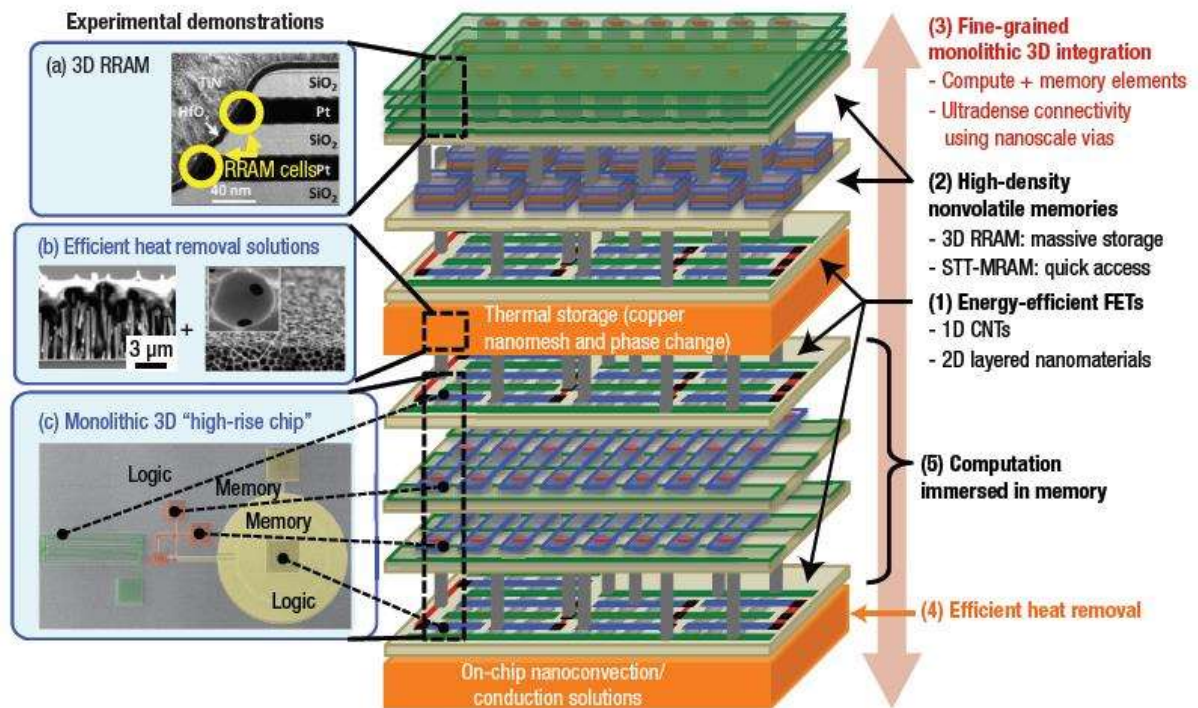 Experimental demonstrations
(a) 3D RRAM
TiN
HfOx
SiO2
Pt
SiO2
Pt
SiO2
RRAM cells
40 nm
(b) Efficient heat removal solutions
3 μm
+
(c) Monolithic 3D “high-rise chip”
Logic
Memory
Memory
Logic
Thermal storage (copper
nanomesh and phase change)
On-chip nanoconvection/
conduction solutions
(3) Fine-grained
monolithic 3D integration
- Compute + memory elements
- Ultradense connectivity
using nanoscale vias
(2) High-density
nonvolatile memories
- 3D RRAM: massive storage
- STT-MRAM: quick access
(1) Energy-efficient FETs
- 1D CNTs
- 2D layered nanomaterials
(5) Computation
immersed in memory
(4) Efficient heat removal